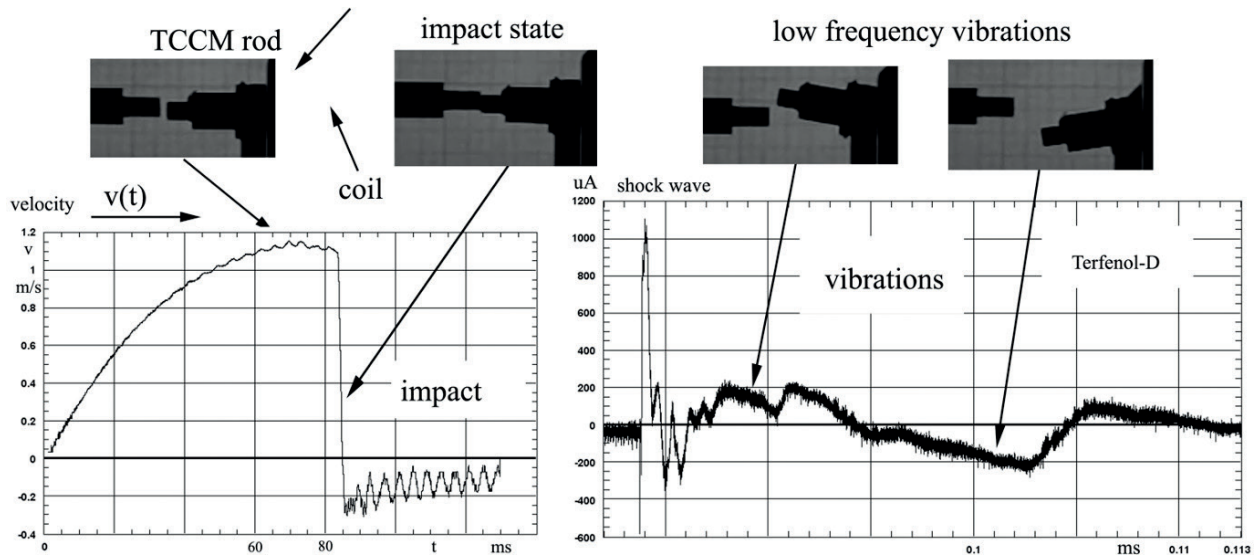 TCCM rod
impact state
low frequency vibrations
coil
velocity
v(t)
1.2
v
1
m/s
0.8
0.6
0.4
0.2
0
-0.2
-0.4
impact
0
60
80
t
ms
uA
shock wave
1200
1000
800
600
400
200
0
-200
-400
-600
vibrations
Terfenol-D
0.1
ms
0.11
0.113